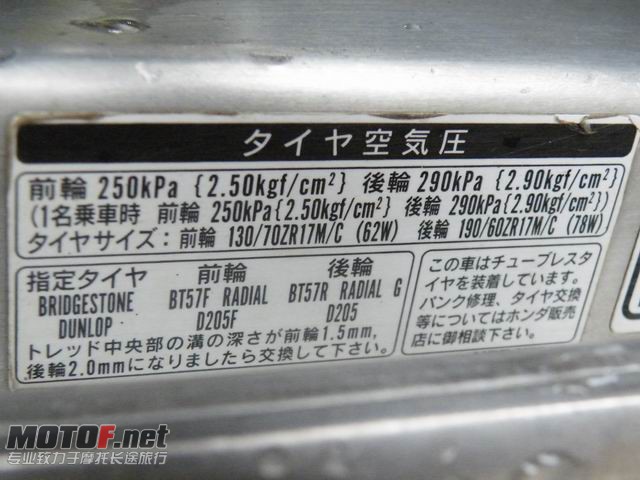 タイヤ空気圧
前輪 250kPa {2.50kgf/cm²} 後輪 290kPa {2.90kgf/cm²}
(1名乗車時 前輪 250kPa{2.50kgf/cm²} 後輪 290kPa{2.90kgf/cm²})
タイヤサイズ: 前輪 130/70ZR17M/C (62W) 後輪 190/60ZR17M/C (78W)
指定タイヤ 前輪 後輪
BRIDGESTONE BT57F RADIAL BT57R RADIAL G
DUNLOP D205F D205
トレッド中央部の溝の深さが前輪1.5mm,
後輪2.0mmになりましたら交換して下さい。
この車はチューブレスタ
イヤを装着しています。
パンク修理、タイヤ交換
等についてはホンダ販売
店に御相談下さい。
MOTOF.net
专业致力于摩托长途旅行